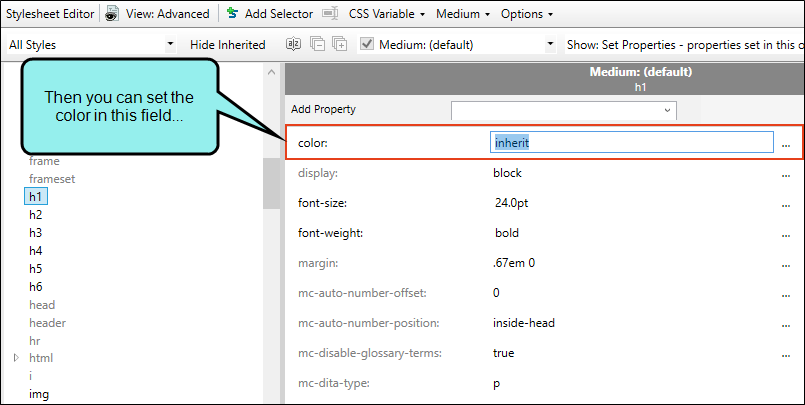 Stylesheet Editor View: Advanced Add Selector CSS Variable Medium Options
All Styles Hide Inherited Medium: (default) Show: Set Properties - properties set in this o
Then you can set the
color in this field...
frame
frameset
h1
h2
h3
h4
h5
h6
head
header
hr
html
i
img
Medium: (default)
h1
Add Property
color: inherit ...
display: block ...
font-size: 24.0pt ...
font-weight: bold ...
margin: .67em 0 ...
mc-auto-number-offset: 0 ...
mc-auto-number-position: inside-head ...
mc-disable-glossary-terms: true ...
mc-dita-type: p